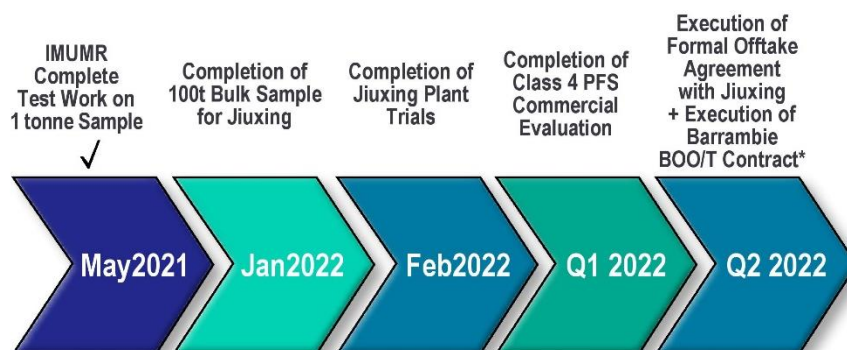 IMUMR
Complete
Test Work on
1 tonne Sample
✓
May2021
Completion of
100t Bulk Sample
for Jiuxing
Jan2022
Completion of
Jiuxing Plant
Trials
Feb2022
Completion of
Class 4 PFS
Commercial
Evaluation
Q1 2022
Execution of
Formal Offtake
Agreement
with Jiuxing
+ Execution of
Barrambie
BOO/T Contract*
Q2 2022